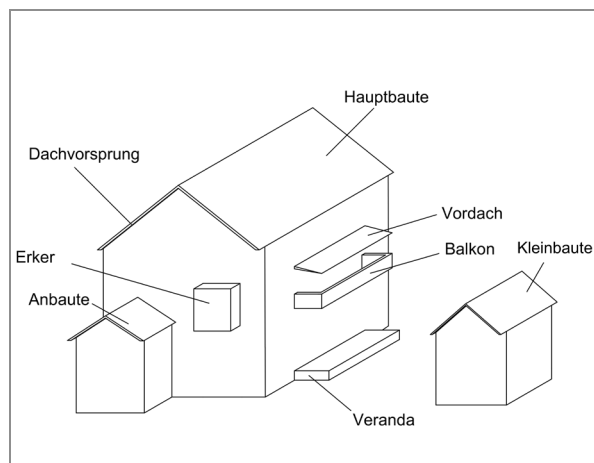 Hauptbaute
Dachvorsprung
Vordach
Balkon
Kleinbaute
Erker
Anbaute
Veranda